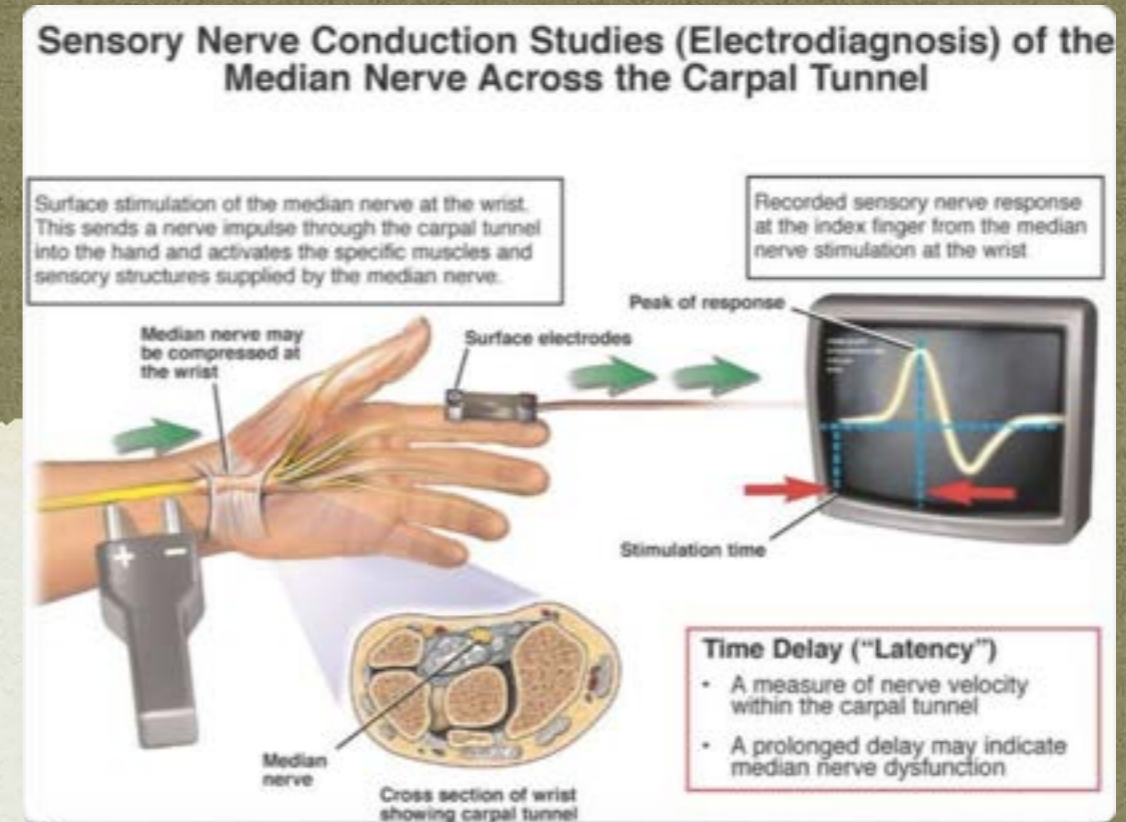 Sensory Nerve Conduction Studies (Electrodiagnosis) of the
Median Nerve Across the Carpal Tunnel
Surface stimulation of the median nerve at the wrist.
This sends a nerve impulse through the carpal tunnel
into the hand and activates the specific muscles and
sensory structures supplied by the median nerve.
Recorded sensory nerve response
at the index finger from the median
nerve stimulation at the wrist
Peak of response
Median nerve may
be compressed at
the wrist
Surface electrodes
+ −
Stimulation time
Median
nerve
Cross section of wrist
showing carpal tunnel
Time Delay (“Latency”)
• A measure of nerve velocity
within the carpal tunnel
• A prolonged delay may indicate
median nerve dysfunction